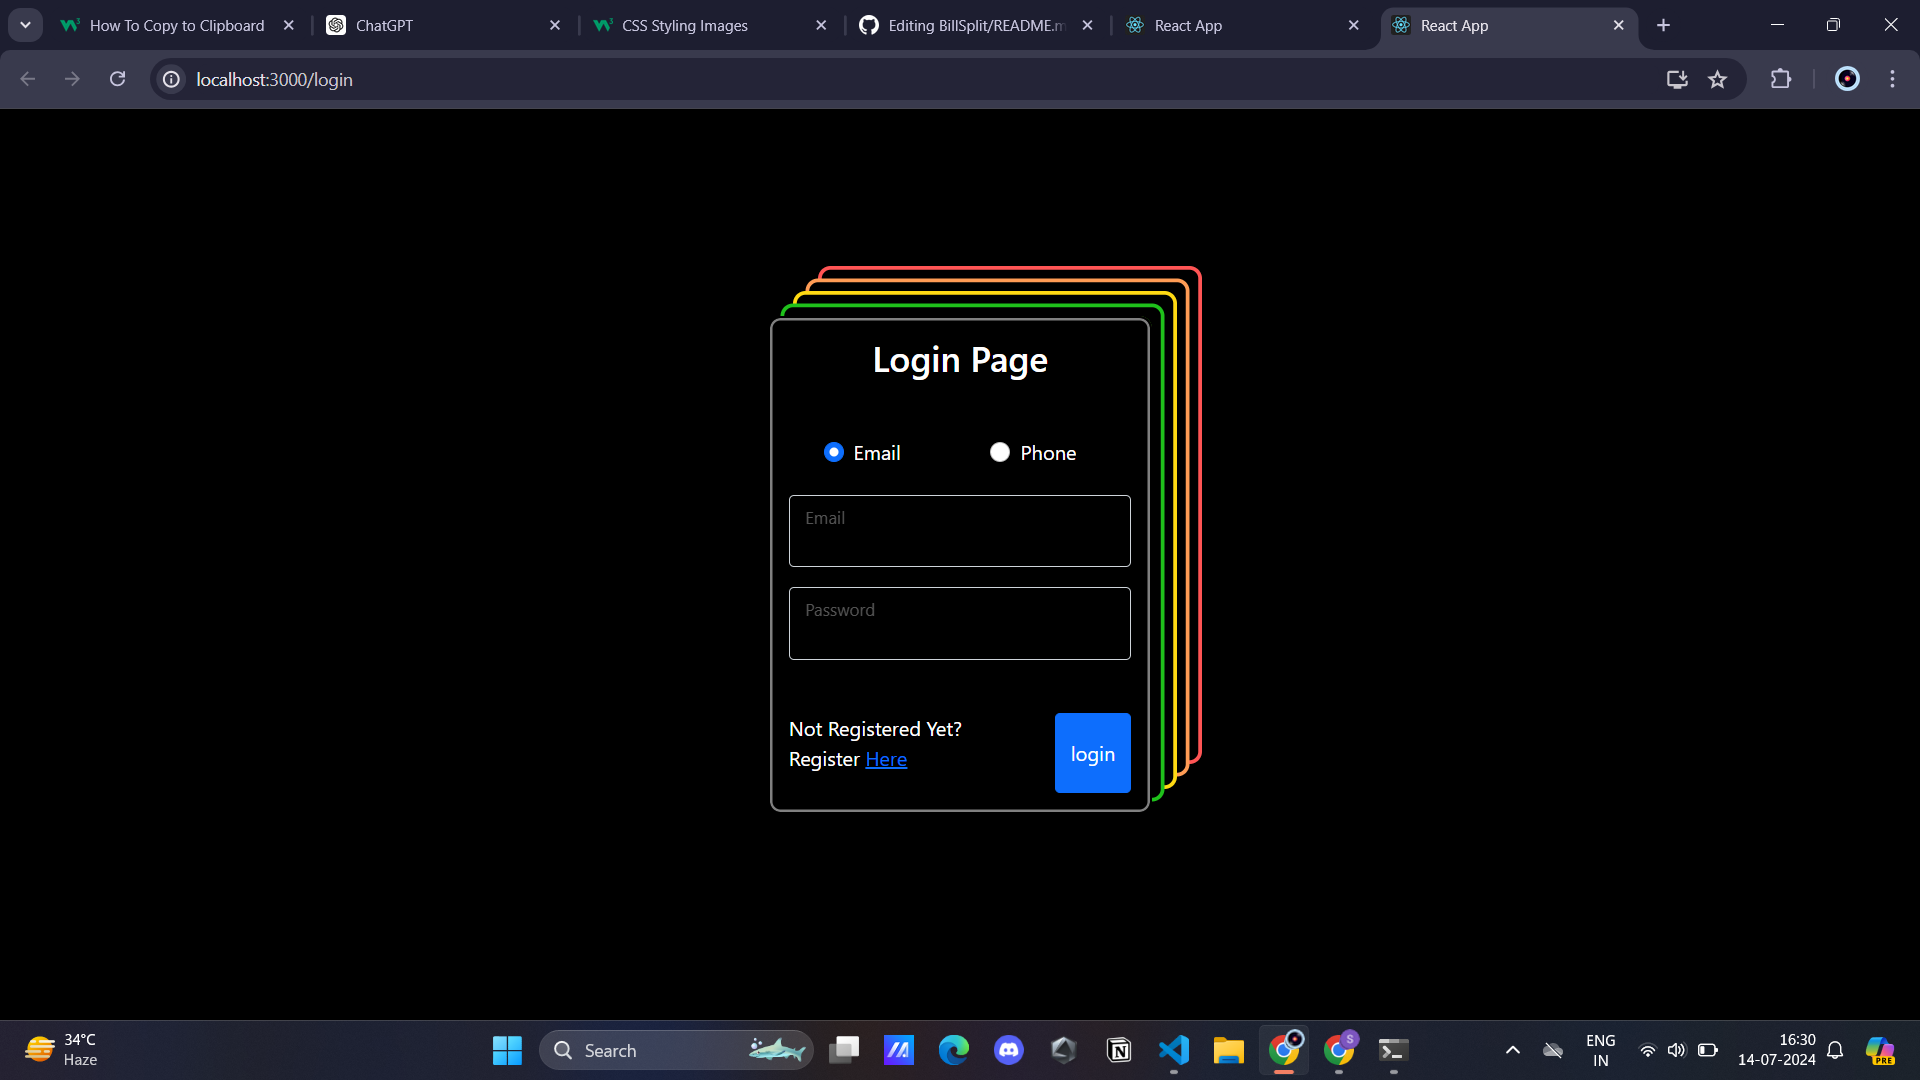 How To Copy to Clipboard
ChatGPT
CSS Styling Images
Editing BillSplit/README.m
React App
React App
localhost:3000/login
Login Page
Email
Phone
Email
Password
Not Registered Yet?
Register Here
login
34°C
Haze
Search
S
ENG
IN
16:30
14-07-2024
PRE